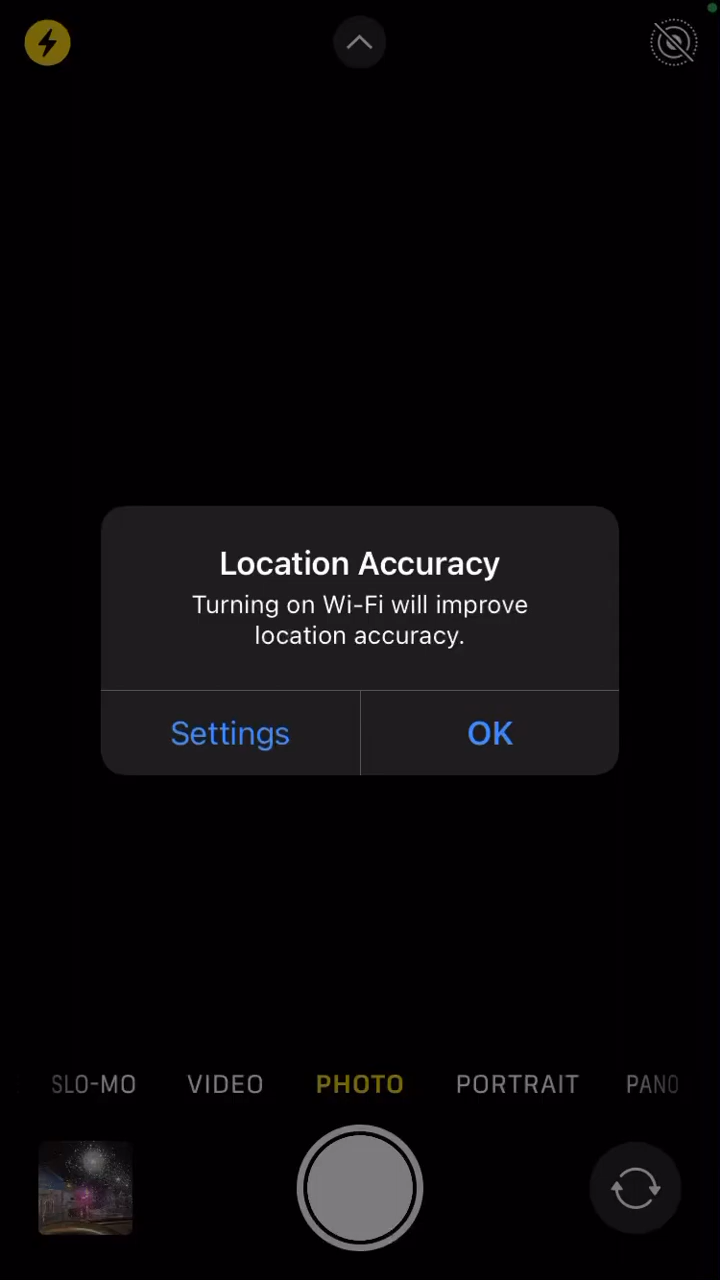 Location Accuracy
Turning on Wi-Fi will improve
location accuracy.
Settings OK
SLO-MO VIDEO PHOTO PORTRAIT PANO